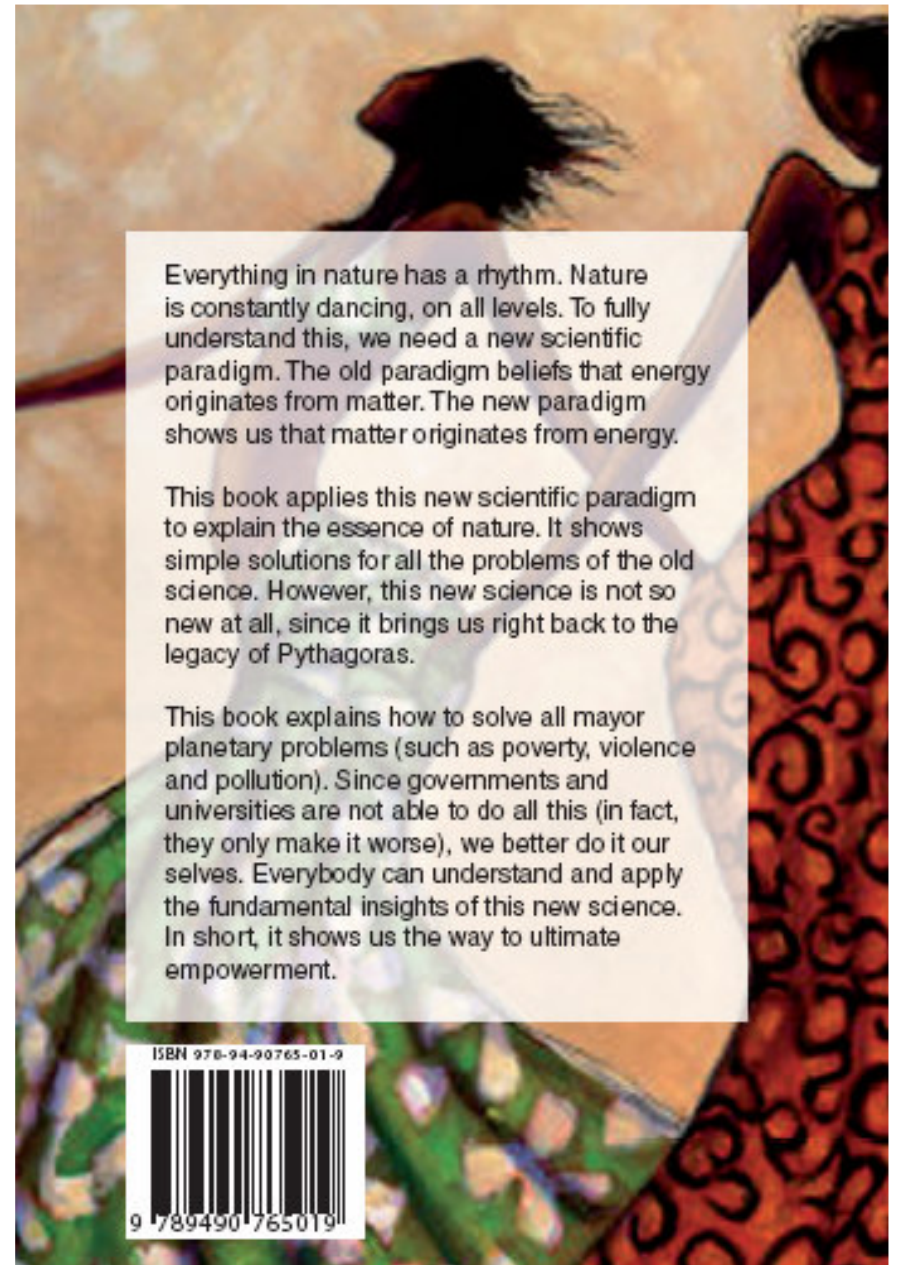 Everything in nature has a rhythm. Nature
is constantly dancing, on all levels. To fully
understand this, we need a new scientific
paradigm. The old paradigm beliefs that energy
originates from matter. The new paradigm
shows us that matter originates from energy.
This book applies this new scientific paradigm
to explain the essence of nature. It shows
simple solutions for all the problems of the old
science. However, this new science is not so
new at all, since it brings us right back to the
legacy of Pythagoras.
This book explains how to solve all mayor
planetary problems (such as poverty, violence
and pollution). Since governments and
universities are not able to do all this (in fact,
they only make it worse), we better do it our
selves. Everybody can understand and apply
the fundamental insights of this new science.
In short, it shows us the way to ultimate
empowerment.
ISBN 978-94-90765-01-9
9 789490 765019